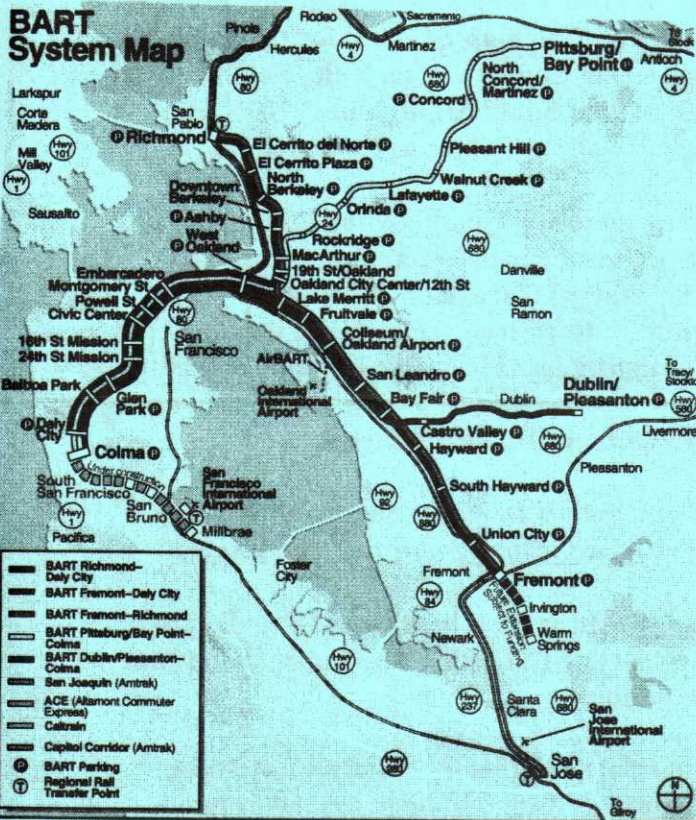 BART
System Map
Rodeo
Sacramento
Pinole
Hercules
Hwy
4
Martinez
To
Pittsburg/
Bay Point P
Antioch
Hwy
4
Hwy
80
Hwy
680
North
Concord/
Martinez P
P Concord
Larkspur
Corte
Madera
Hwy
101
Mill
Valley
Hwy
1
Sausalito
San
Pablo
P Richmond
T
El Cerrito del Norte P
El Cerrito Plaza P
North
Berkeley P
Downtown
Berkeley
P Ashby
P West
Oakland
Pleasant Hill P
Walnut Creek P
Lafayette P
Orinda P
Hwy
24
Rockridge P
MacArthur P
19th St/Oakland
Oakland City Center/12th St
Lake Merritt P
Fruitvale P
Coliseum/
Oakland Airport P
Hwy
680
Danville
San
Ramon
Embarcadero
Montgomery St
Powell St
Civic Center
16th St Mission
24th St Mission
Balboa Park
Glen
Park P
P Daly
City
Colma P
Hwy
80
San
Francisco
AirBART
Oakland
International
Airport
San Leandro P
Bay Fair P
Dublin
Dublin/
Pleasanton P
To
Tracy/
Hwy
580
Livermore
Castro Valley P
Hayward P
Hwy
680
Pleasanton
South Hayward P
Union City P
Under construction
South
San Francisco
San
Bruno
San
Francisco
International
Airport
T
Millbrae
Hwy
1
Pacifica
Hwy
92
Hwy
880
Foster
City
Fremont
Hwy
84
Fremont P
Future Extension
Subject to Funding
Irvington
Warm
Springs
Newark
Hwy
101
Hwy
237
Santa
Clara
Hwy
680
San
Jose
International
Airport
Hwy
280
San
Jose
T
To
Gilroy
N
BART Richmond–
Daly City
BART Fremont–Daly City
BART Fremont–Richmond
BART Pittsburg/Bay Point–
Colma
BART Dublin/Pleasanton–
Colma
San Joaquin (Amtrak)
ACE (Altamont Commuter
Express)
Caltrain
Capitol Corridor (Amtrak)
P BART Parking
T Regional Rail
Transfer Point